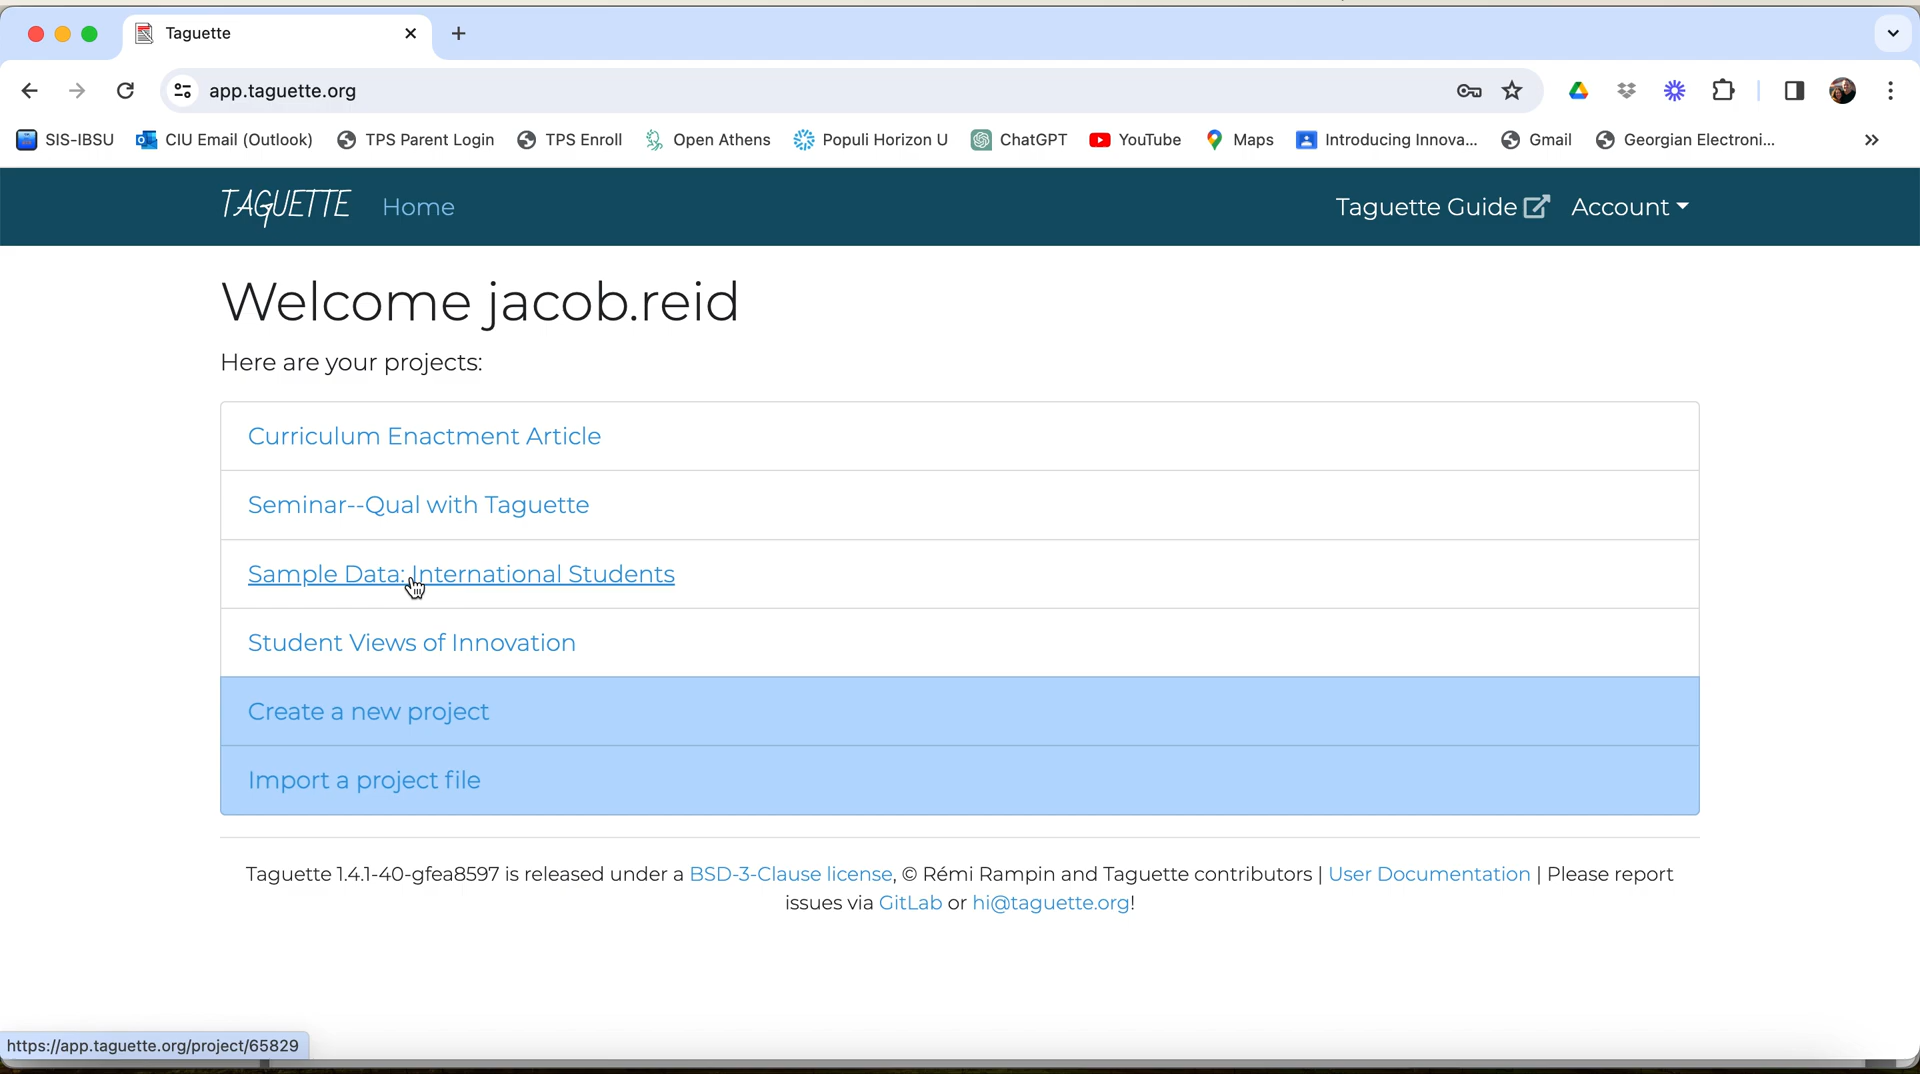 Taguette
app.taguette.org
SIS-IBSU CIU Email (Outlook) TPS Parent Login TPS Enroll Open Athens Populi Horizon U ChatGPT YouTube Maps Introducing Innova... Gmail Georgian Electroni...
TAGUETTE Home Taguette Guide Account
Welcome jacob.reid
Here are your projects:
Curriculum Enactment Article
Seminar--Qual with Taguette
Sample Data: International Students
Student Views of Innovation
Create a new project
Import a project file
Taguette 1.4.1-40-gfea8597 is released under a BSD-3-Clause license, © Rémi Rampin and Taguette contributors | User Documentation | Please report
issues via GitLab or hi@taguette.org!
https://app.taguette.org/project/65829